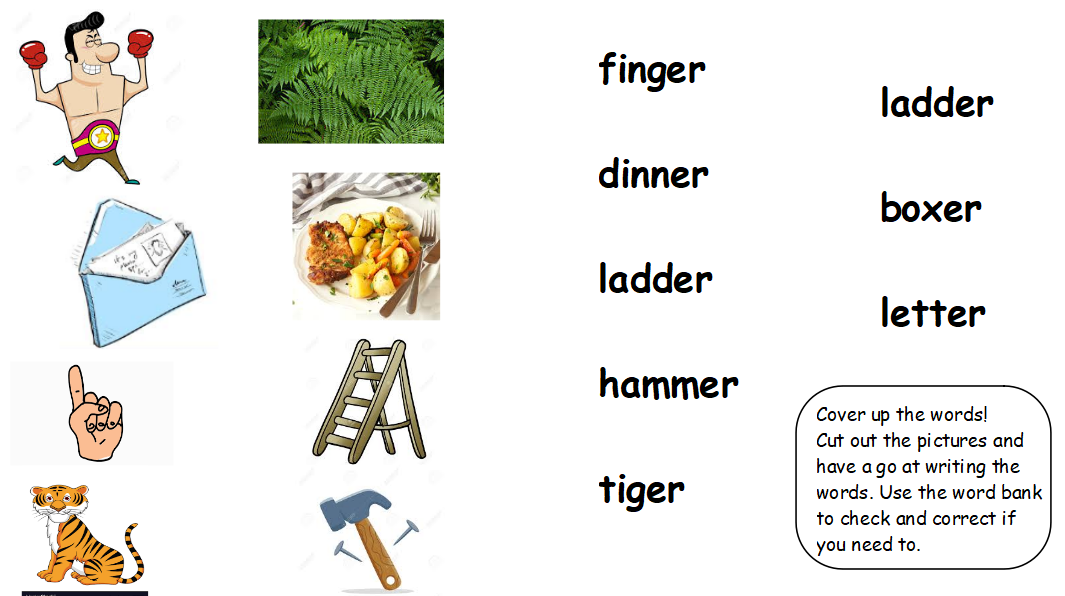 finger
dinner
ladder
hammer
tiger
ladder
boxer
letter
Cover up the words!
Cut out the pictures and
have a go at writing the
words. Use the word bank
to check and correct if
you need to.